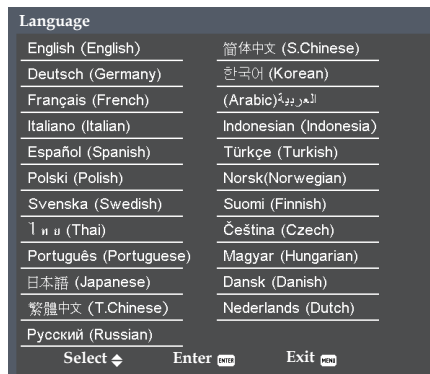 Language
English (English)
Deutsch (Germany)
Français (French)
Italiano (Italian)
Español (Spanish)
Polski (Polish)
Svenska (Swedish)
ไทย (Thai)
Português (Portuguese)
日本語 (Japanese)
繁體中文 (T.Chinese)
Русский (Russian)
简体中文 (S.Chinese)
한국어 (Korean)
(Arabic)العربية
Indonesian (Indonesia)
Türkçe (Turkish)
Norsk(Norwegian)
Suomi (Finnish)
Čeština (Czech)
Magyar (Hungarian)
Dansk (Danish)
Nederlands (Dutch)
Select Enter ENTER Exit MENU